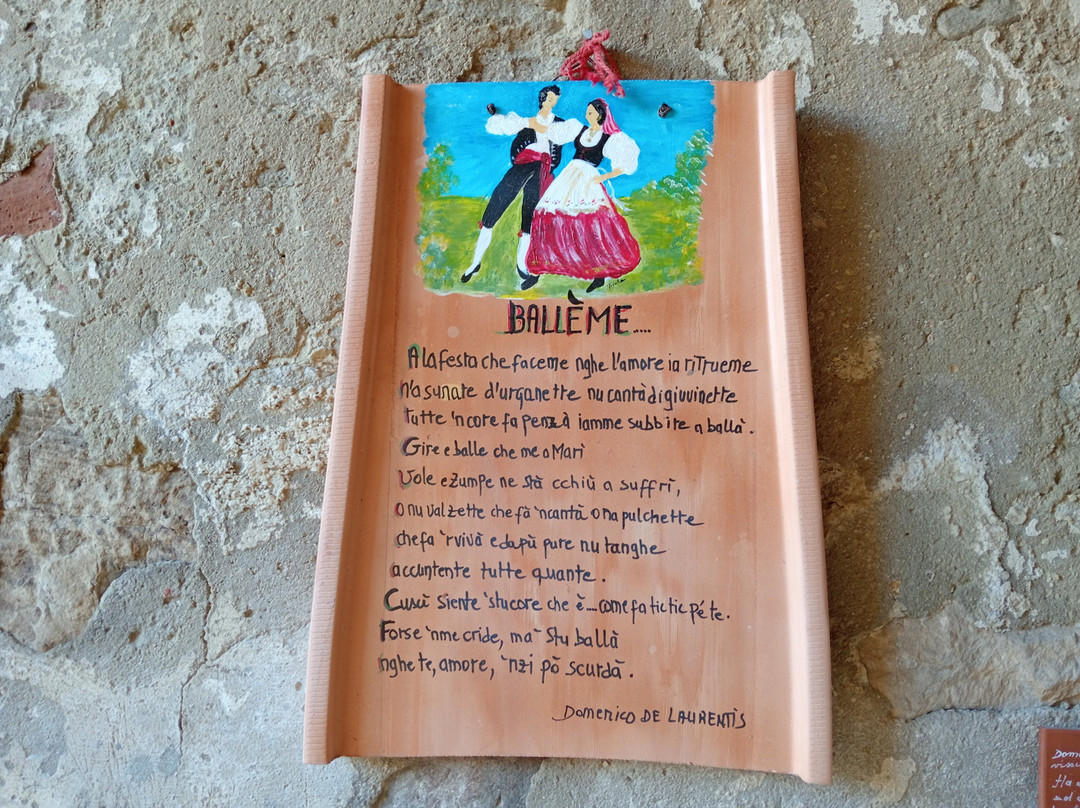 BALLÈME.....
A la festa che faceme nghe l'amore ia riTrueme
n'a sunate d'urganette nu cantà di giuvinette
tutte 'n core fa penzà iamme subbite a ballà.
Gire e balle che me o Marì
Vole e zumpe ne stà cchiù a suffrì,
o nu valzette che fà 'ncantà o na pulchette
che fa 'rvivà e dapù pure nu tanghe
accuntente tutte quante.
Cuscì siente 'stu core che è... come fa tic tic pé te.
Forse 'nme cride, ma stu ballà
nghe te, amore, 'nzi pò scurdà.
Domenico DE LAURENTìS